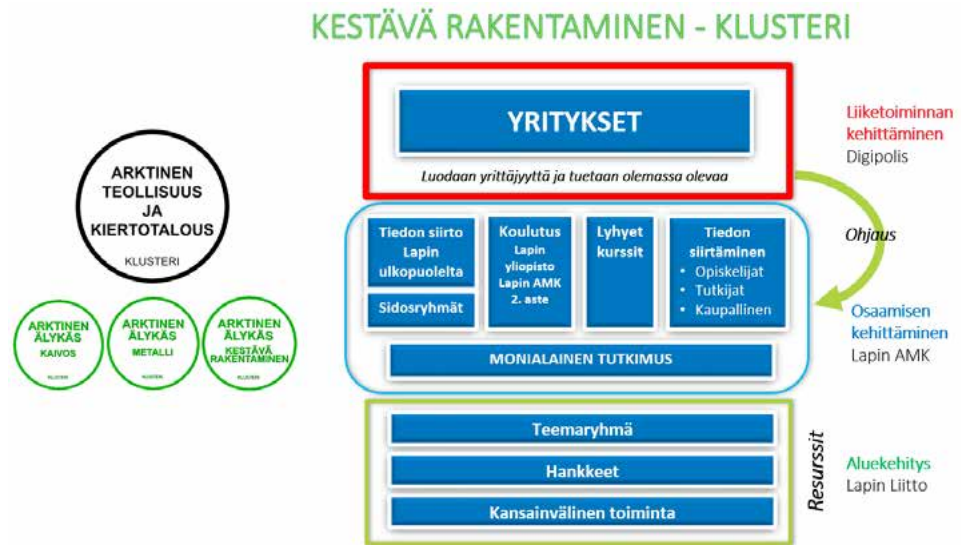 KESTÄVÄ RAKENTAMINEN - KLUSTERI
ARKTINEN
TEOLLISUUS
JA
KIERTOTALOUS
KLUSTERI
ARKTINEN
ÄLYKÄS
KAIVOS
KLUSTERI
ARKTINEN
ÄLYKÄS
METALLI
KLUSTERI
ARKTINEN
ÄLYKÄS
KESTÄVÄ
RAKENTAMINEN
KLUSTERI
YRITYKSET
Luodaan yrittäjyyttä ja tuetaan olemassa olevaa
Liiketoiminnan
kehittäminen
Digipolis
Ohjaus
Tiedon siirto
Lapin
ulkopuolelta
Sidosryhmät
Koulutus
Lapin
yliopisto
Lapin AMK
2. aste
Lyhyet
kurssit
Tiedon
siirtäminen
• Opiskelijat
• Tutkijat
• Kaupallinen
MONIALAINEN TUTKIMUS
Osaamisen
kehittäminen
Lapin AMK
Teemaryhmä
Hankkeet
Kansainvälinen toiminta
Resurssit
Aluekehitys
Lapin Liitto